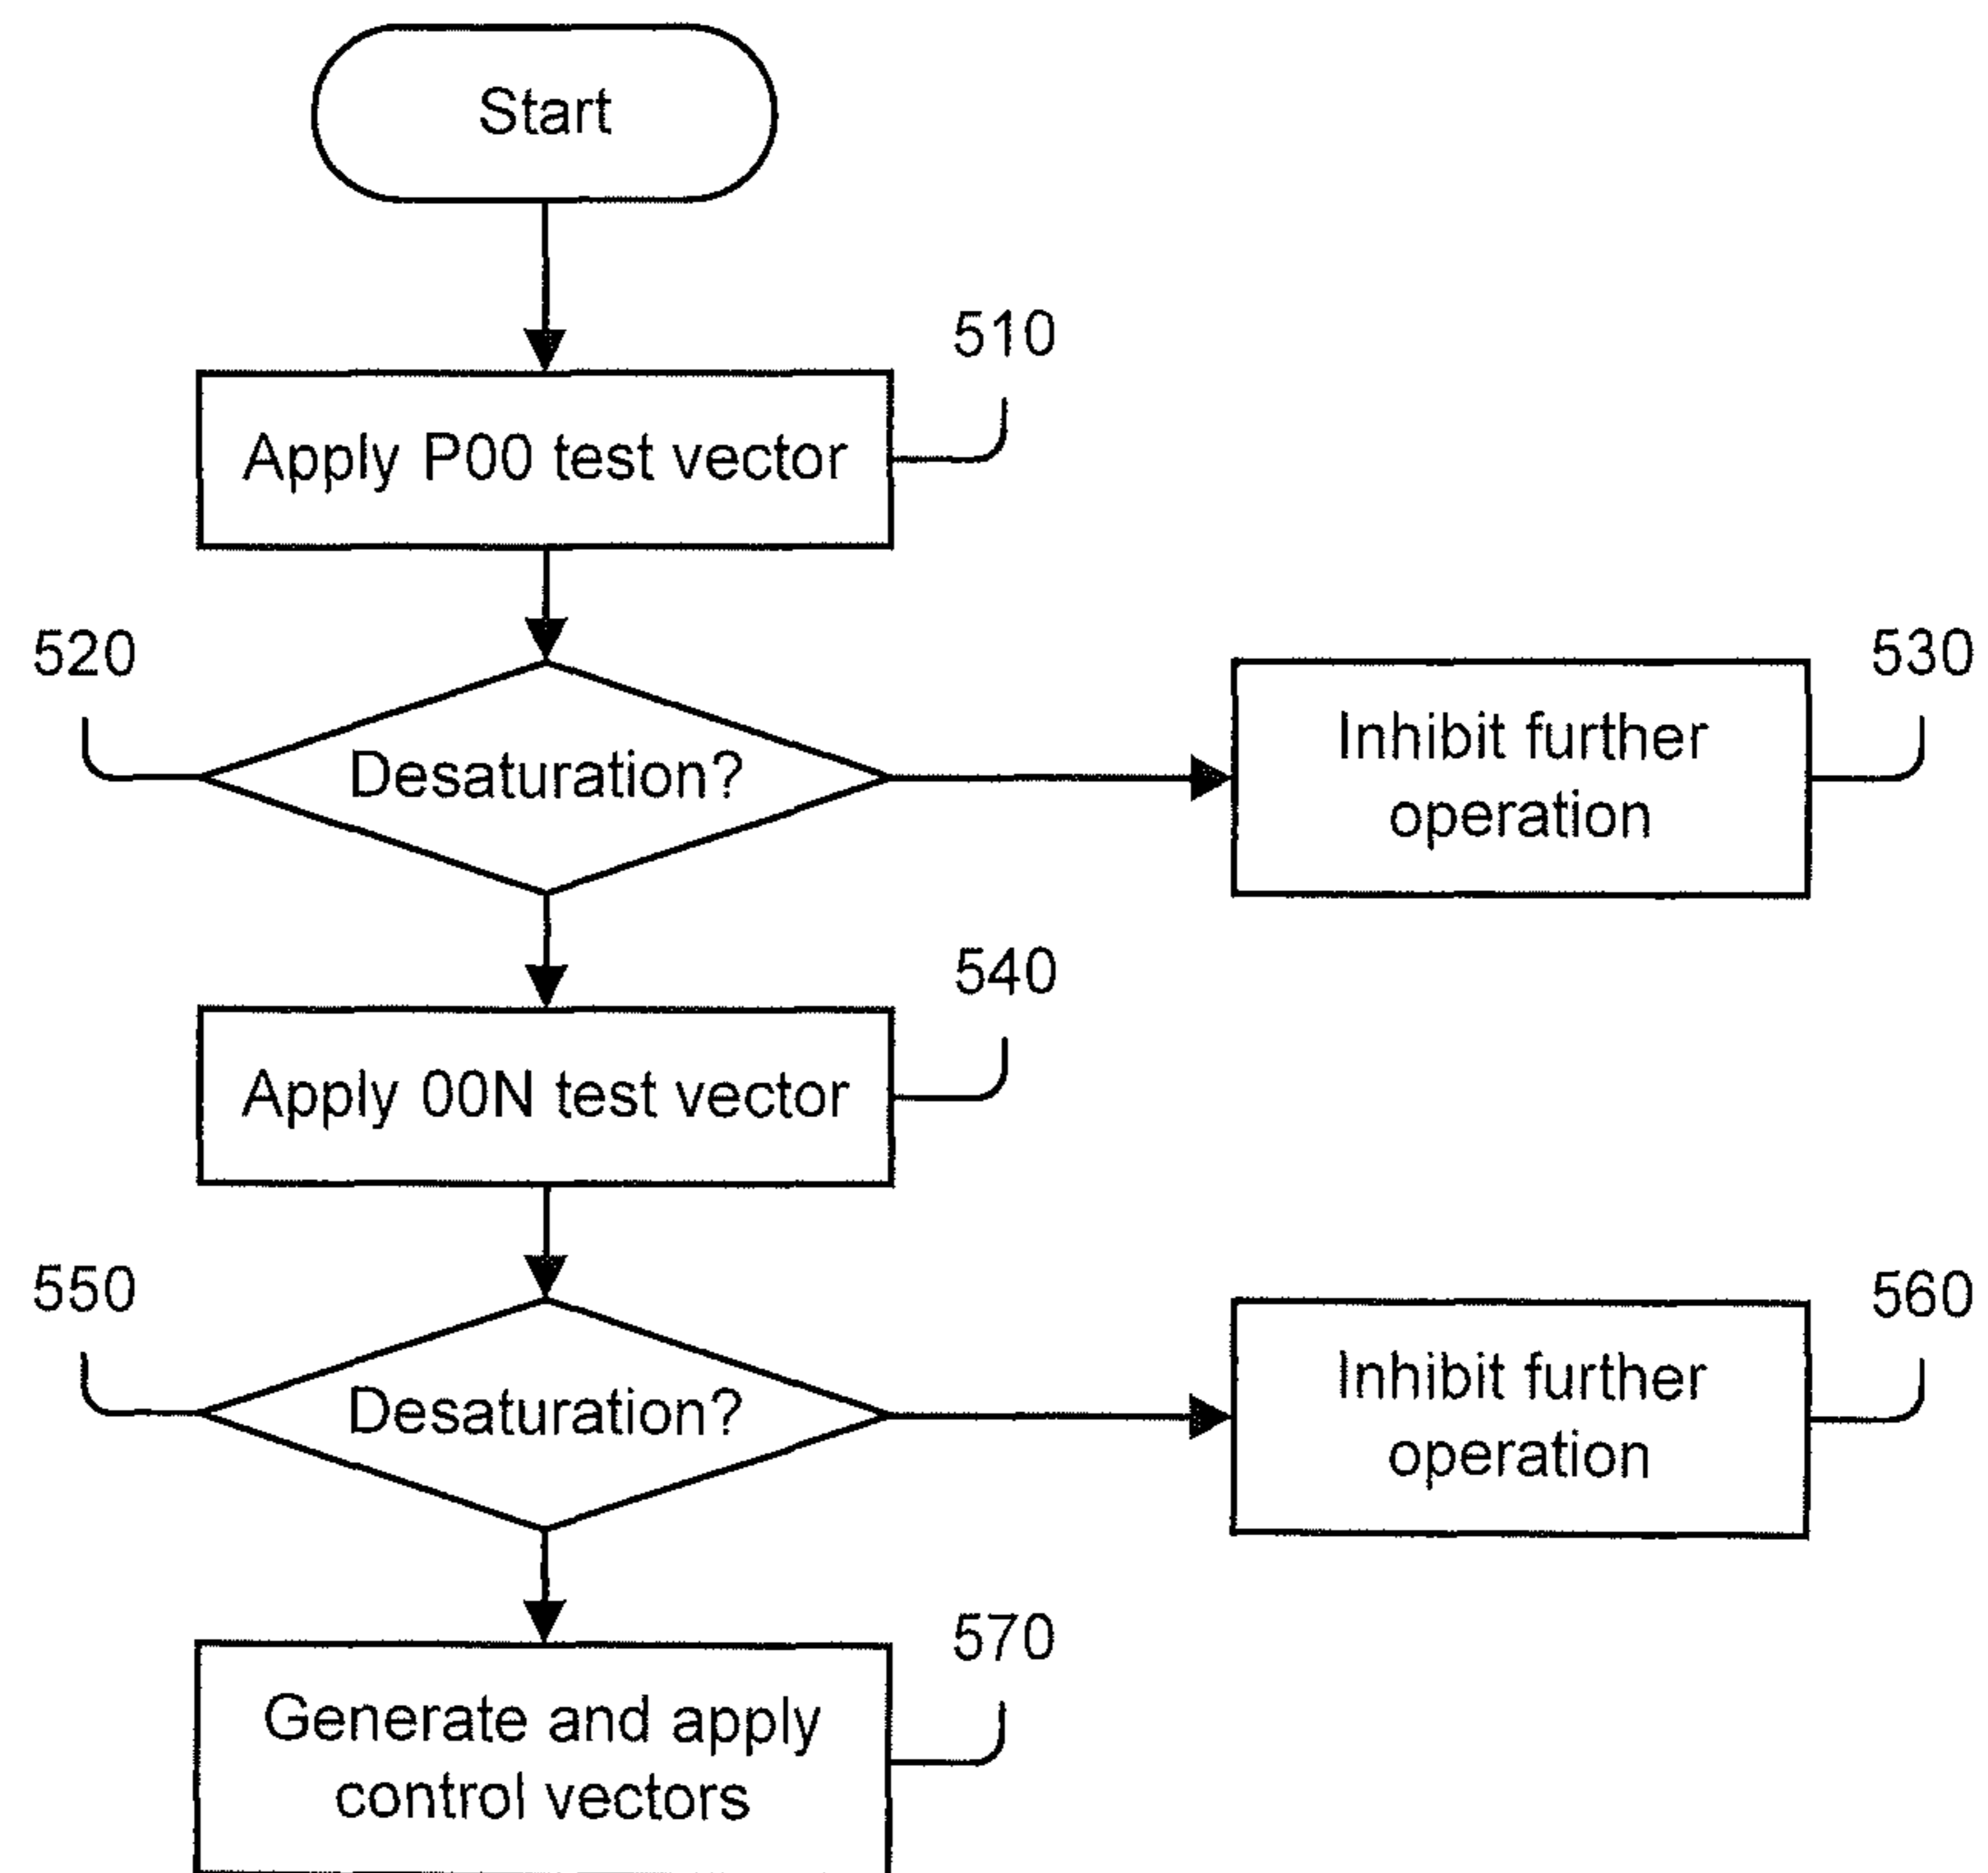 Start
510
Apply P00 test vector
520
Desaturation?
530
Inhibit further
operation
540
Apply 00N test vector
550
Desaturation?
560
Inhibit further
operation
570
Generate and apply
control vectors